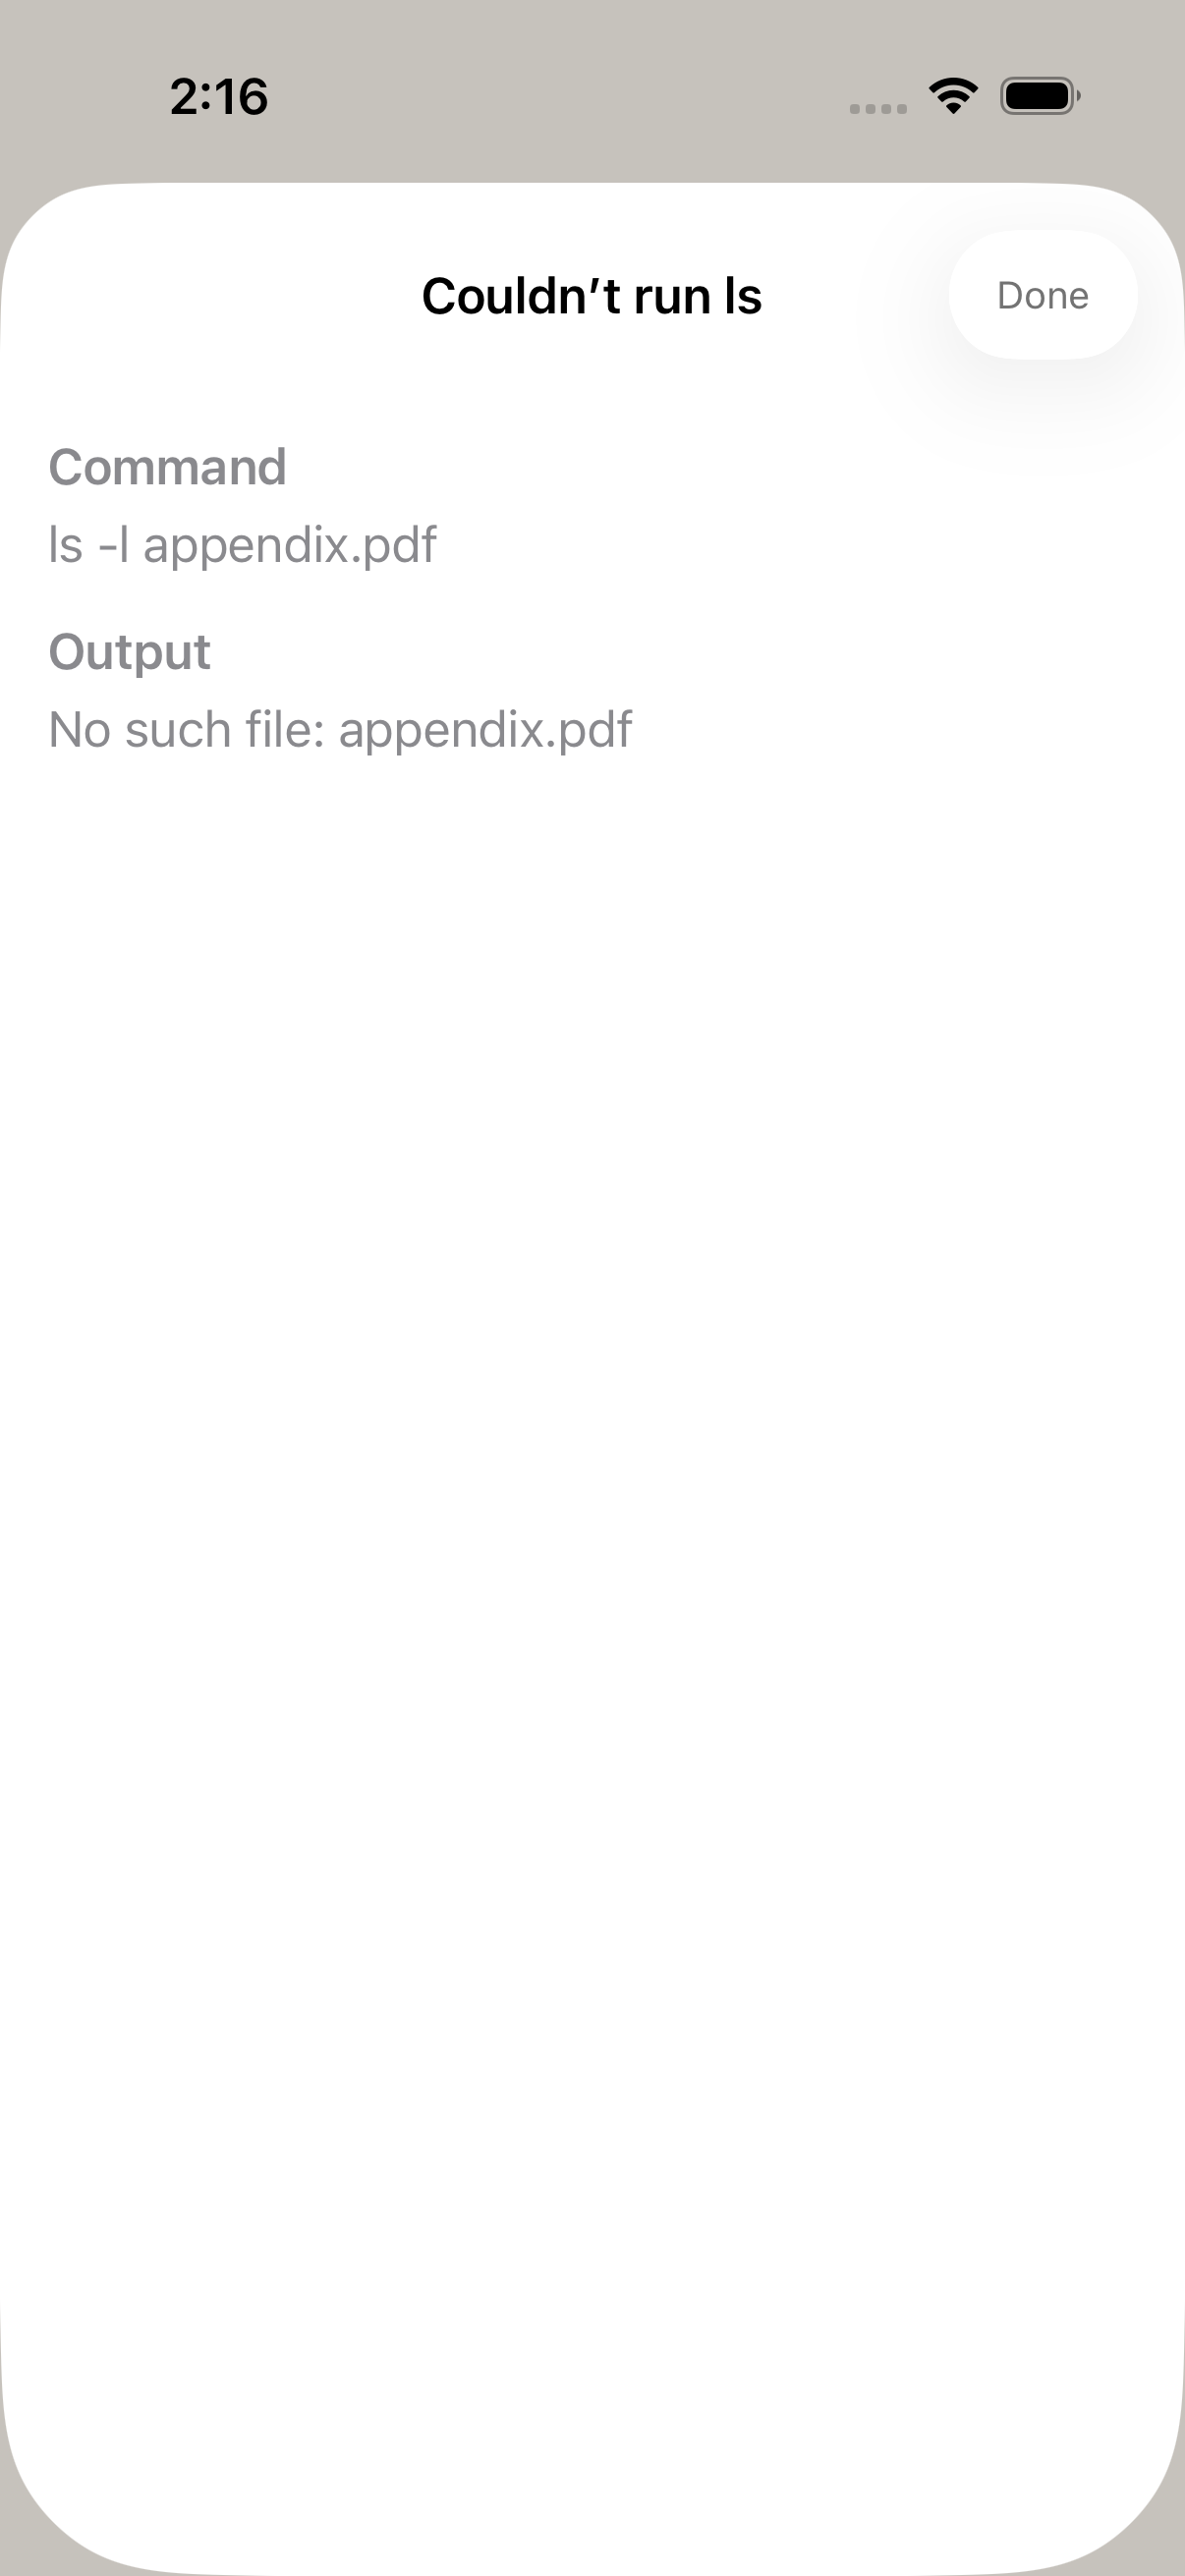 2:16
Couldn’t run ls
Done
Command
ls -l appendix.pdf
Output
No such file: appendix.pdf